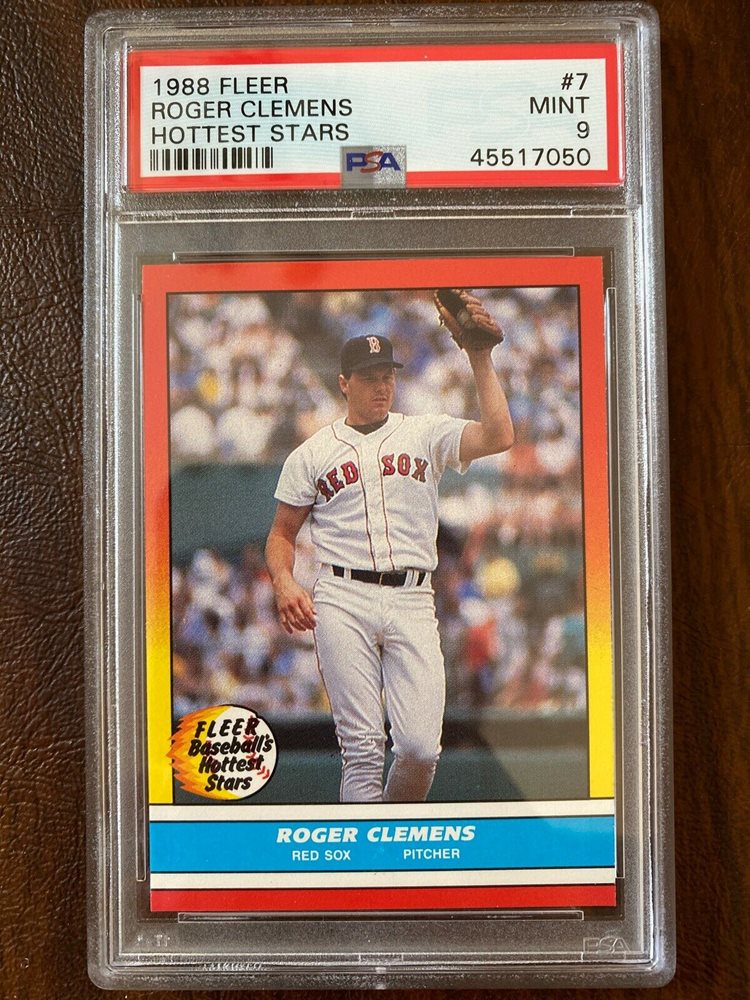 1988 FLEER #7
ROGER CLEMENS MINT
HOTTEST STARS 9
PSA 45517050
B
RED SOX
FLEER
Baseball's
Hottest
Stars
ROGER CLEMENS
RED SOX PITCHER
PSA